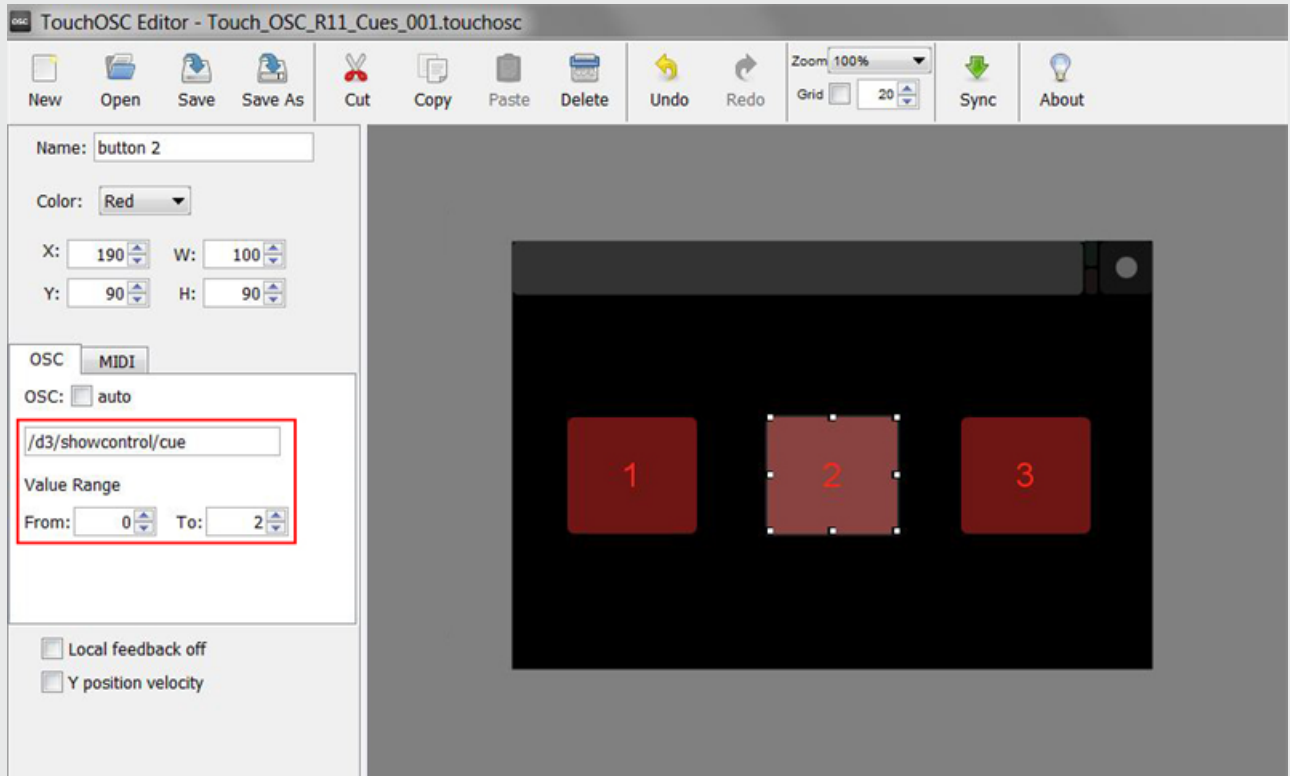 TouchOSC Editor - Touch_OSC_R11_Cues_001.touchosc
New Open Save Save As Cut Copy Paste Delete Undo Redo Zoom 100% Grid 20 Sync About
Name: button 2
Color: Red
X: 190 W: 100
Y: 90 H: 90
OSC MIDI
OSC: auto
/d3/showcontrol/cue
Value Range
From: 0 To: 2
Local feedback off
Y position velocity
1 2 3